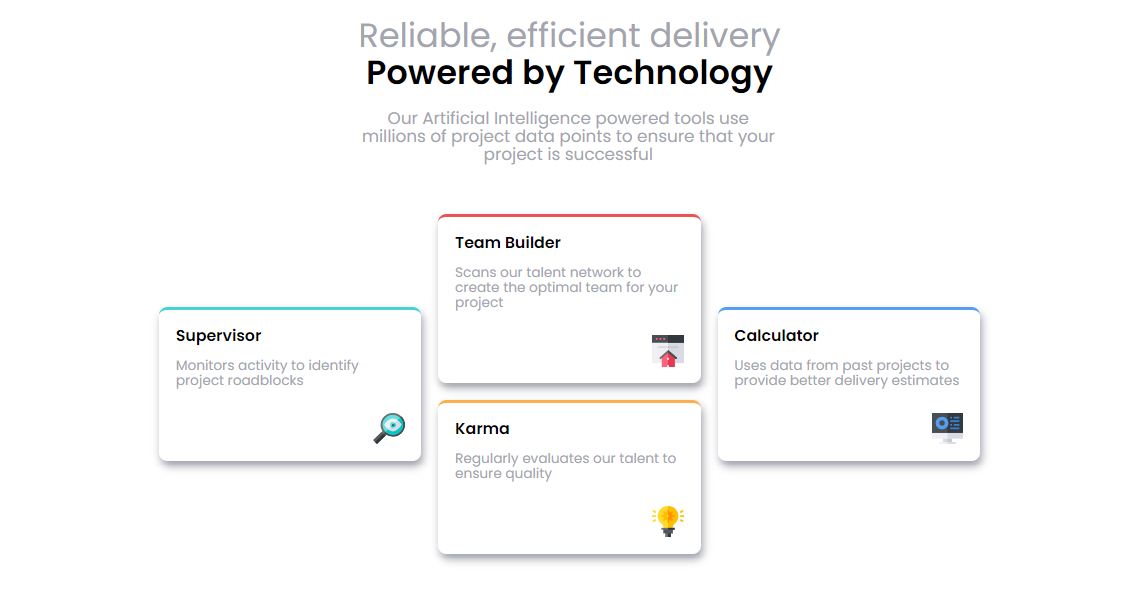 Reliable, efficient delivery
Powered by Technology
Our Artificial Intelligence powered tools use
millions of project data points to ensure that your
project is successful
Team Builder
Scans our talent network to
create the optimal team for your
project
Supervisor
Monitors activity to identify
project roadblocks
Calculator
Uses data from past projects to
provide better delivery estimates
Karma
Regularly evaluates our talent to
ensure quality